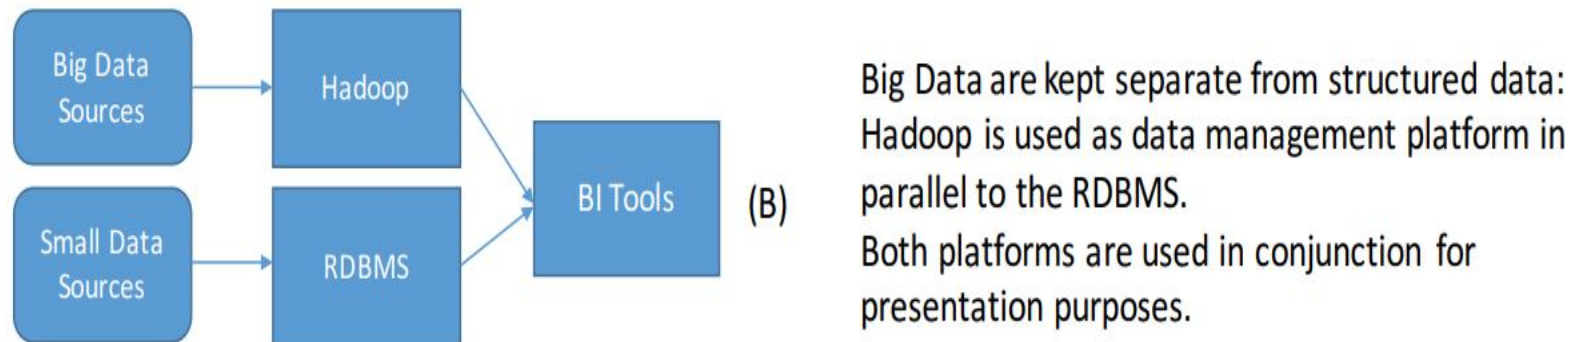 Big Data
Sources
Hadoop
Small Data
Sources
RDBMS
BI Tools
(B)
Big Data are kept separate from structured data:
Hadoop is used as data management platform in
parallel to the RDBMS.
Both platforms are used in conjunction for
presentation purposes.